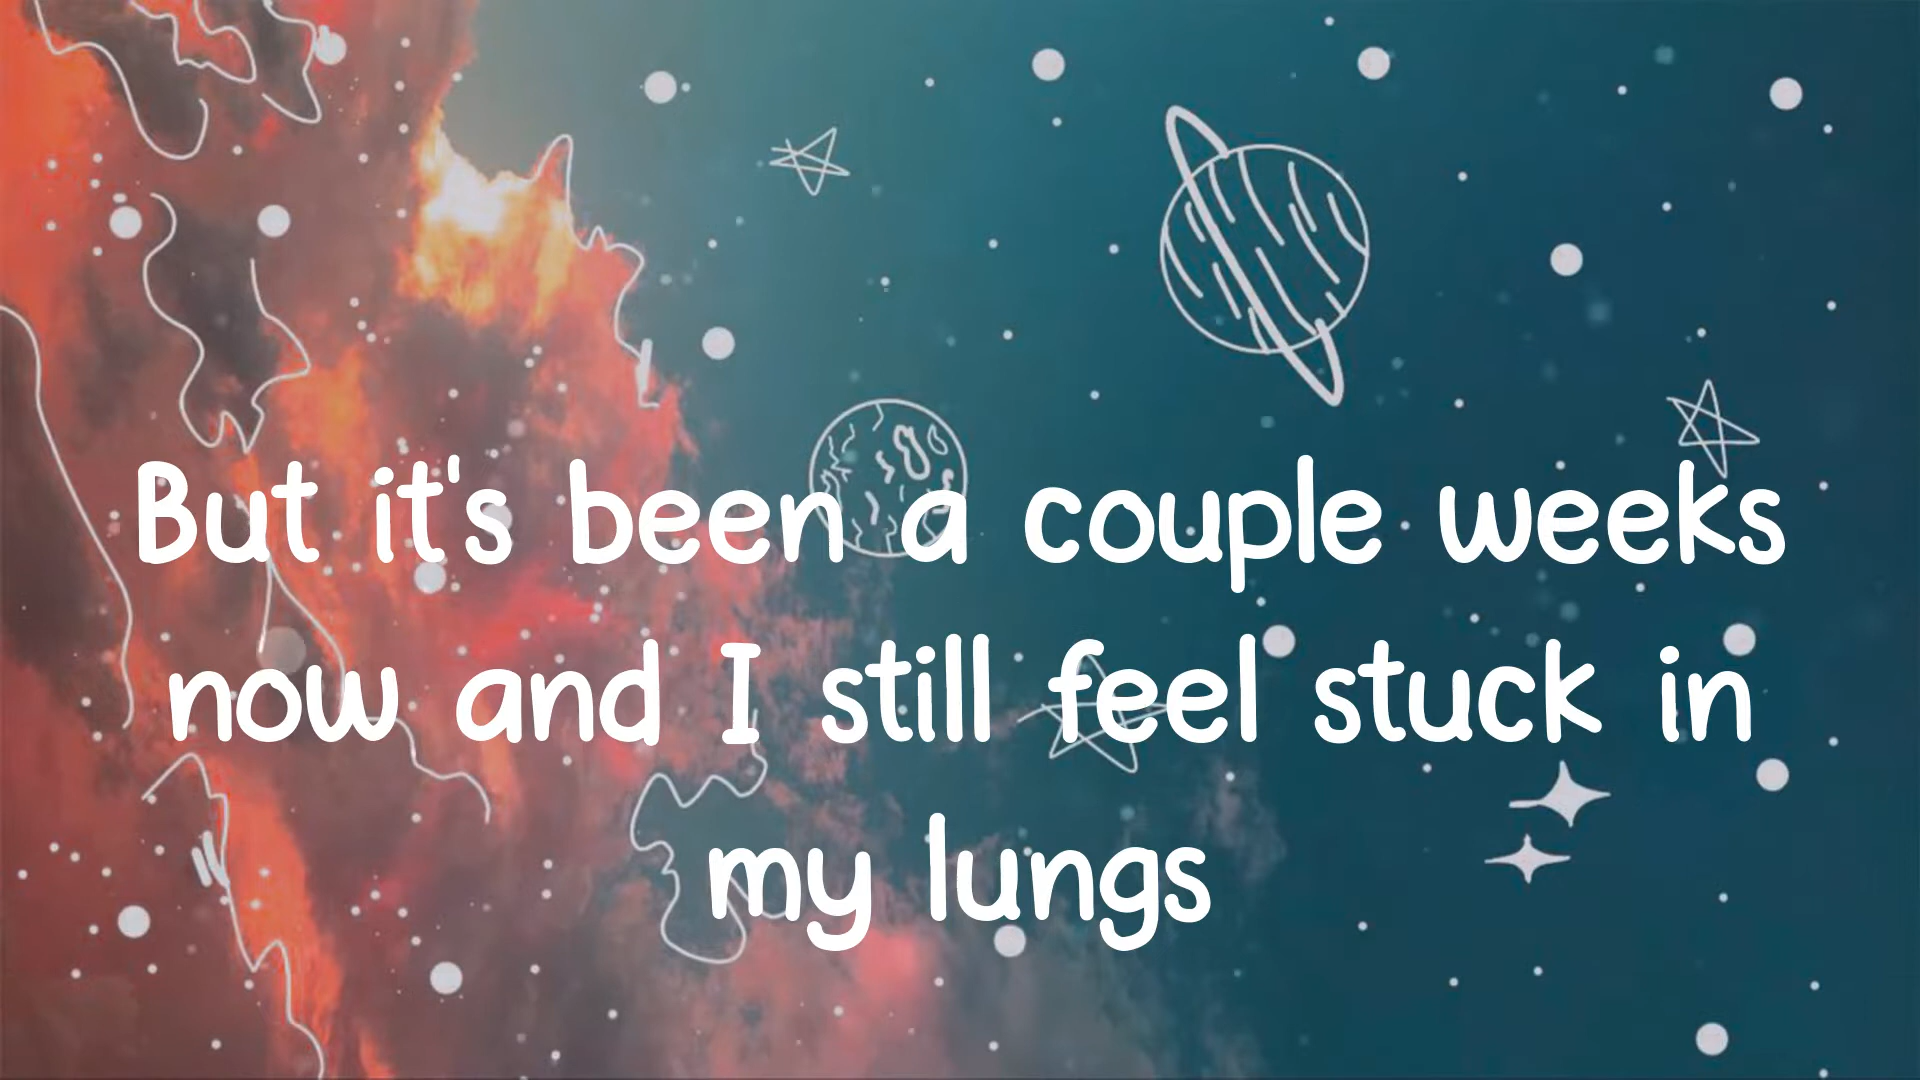 But it's been a couple weeks
now and I still feel stuck in
my lungs